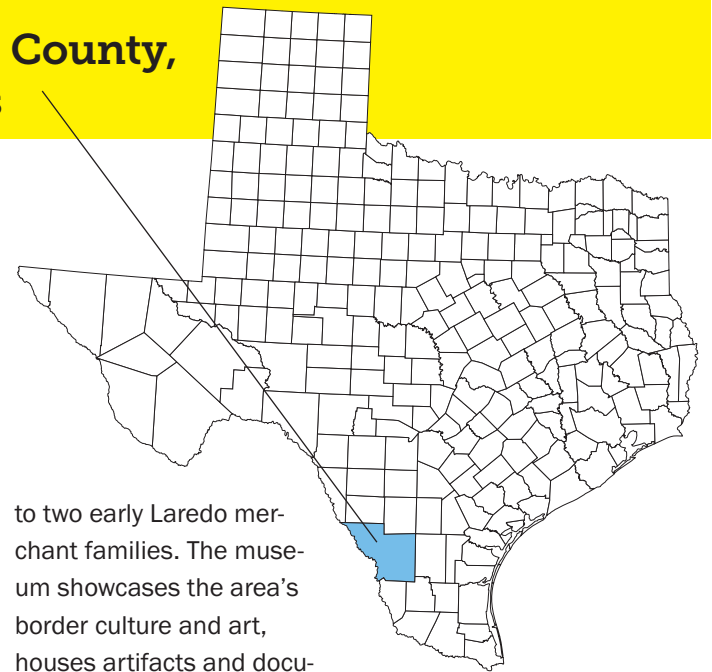 County,
s
to two early Laredo mer-
chant families. The muse-
um showcases the area's
border culture and art,
houses artifacts and docu-